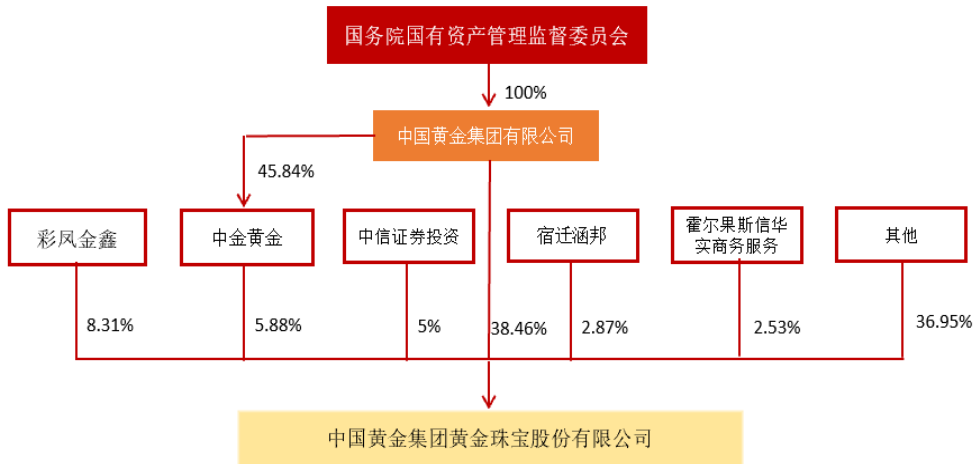 国务院国有资产管理监督委员会
100%
中国黄金集团有限公司
45.84%
彩凤金鑫
中金黄金
中信证券投资
宿迁涵邦
霍尔果斯信华
实商务服务
其他
8.31%
5.88%
5%
38.46%
2.87%
2.53%
36.95%
中国黄金集团黄金珠宝股份有限公司